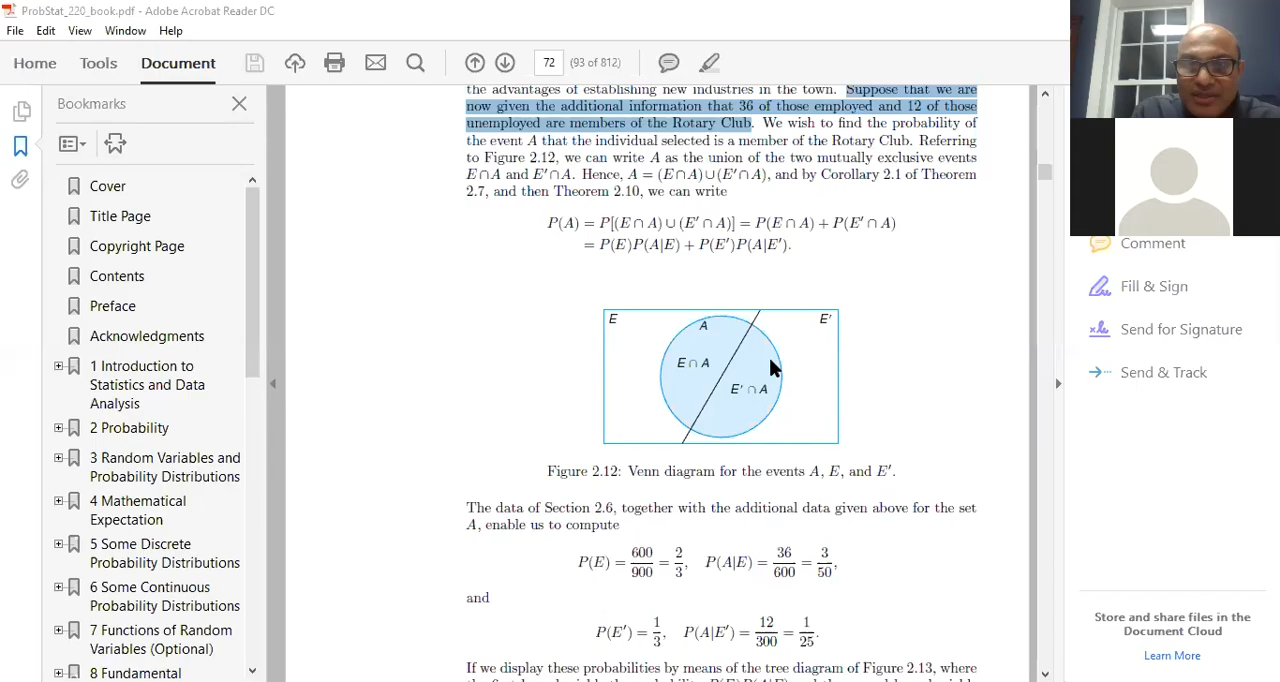 ProbStat_220_book.pdf - Adobe Acrobat Reader DC
File Edit View Window Help
Home Tools Document 72 (93 of 812)
Bookmarks
Cover
Title Page
Copyright Page
Contents
Preface
Acknowledgments
1 Introduction to
Statistics and Data
Analysis
2 Probability
3 Random Variables and
Probability Distributions
4 Mathematical
Expectation
5 Some Discrete
Probability Distributions
6 Some Continuous
Probability Distributions
7 Functions of Random
Variables (Optional)
8 Fundamental
the advantages of establishing new industries in the town. Suppose that we are
now given the additional information that 36 of those employed and 12 of those
unemployed are members of the Rotary Club. We wish to find the probability of
the event A that the individual selected is a member of the Rotary Club. Referring
to Figure 2.12, we can write A as the union of the two mutually exclusive events
E∩A and E′∩A. Hence, A = (E∩A)∪(E′∩A), and by Corollary 2.1 of Theorem
2.7, and then Theorem 2.10, we can write
P(A) = P[(E ∩ A) ∪ (E′ ∩ A)] = P(E ∩ A) + P(E′ ∩ A)
= P(E)P(A|E) + P(E′)P(A|E′).
E A E′
E ∩ A
E′ ∩ A
Figure 2.12: Venn diagram for the events A, E, and E′.
The data of Section 2.6, together with the additional data given above for the set
A, enable us to compute
P(E) = 600/900 = 2/3, P(A|E) = 36/600 = 3/50,
and
P(E′) = 1/3, P(A|E′) = 12/300 = 1/25.
If we display these probabilities by means of the tree diagram of Figure 2.13, where
Comment
Fill & Sign
Send for Signature
Send & Track
Store and share files in the
Document Cloud
Learn More